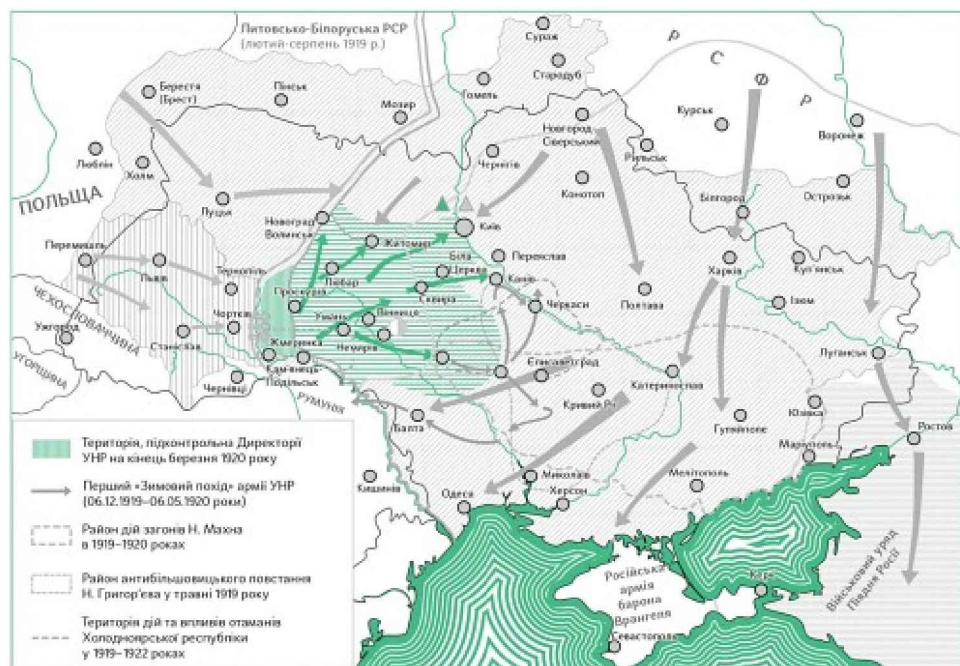 Литовсько-Білоруська РСР
(лютий-серпень 1919 р.)
Сураж
Стародуб
Гомель
Р
С
Ф
Р
Р
Берестя
(Брест)
Пінськ
Мозир
Курськ
Воронеж
Новгород
Сіверський
Рильськ
Люблін
Холм
Чернігів
Конотоп
Острозьк
ПОЛЬЩА
Луцьк
Новоград
Волинськ
Білгород
Житомир
Київ
Перемишль
Львів
Тернопіль
Біла
Церква
Переяслав
Любар
Канів
Харків
Куп'янськ
Проскурів
Сквира
Черкаси
Полтава
Ізюм
ЧЕХОСЛОВАЧЧИНА
Чортків
Умань
Вінниця
Ужгород
Станіслав
Немирів
Жмеринка
Єлисаветград
Луганськ
УГОРЩИНА
Чернівці
Кам'янець
Подільськ
Катеринослав
РУМУНІЯ
Кривий Ріг
Юзівка
Балта
Гуляйполє
Ростов
Маріуполь
Мелітополь
Миколаїв
Кишинів
Одеса
Херсон
Територія, підконтрольна Директорії
УНР на кінець березня 1920 року
Перший «Зимовий похід» армії УНР
(06.12.1919–06.05.1920 роки)
Район дій загонів Н. Махна
в 1919–1920 роках
Район антибільшовицького повстання
Н. Григор'єва у травні 1919 року
Територія дій та впливів отаманів
Холодноярської республіки
у 1919–1922 роках
Російська
армія
барона
Врангеля
Севастополь
Керч
Військовий уряд
Півдня Росії